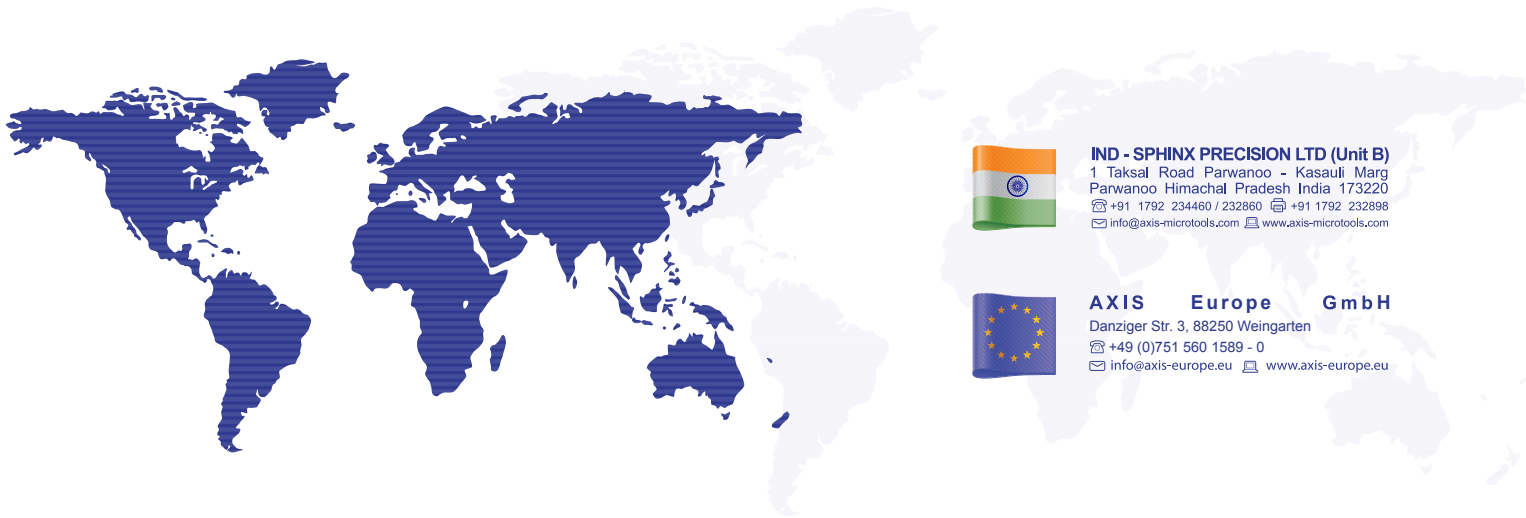 IND - SPHINX PRECISION LTD (Unit B)
1 Taksal Road Parwanoo - Kasauli Marg
Parwanoo Himachal Pradesh India 173220
+91 1792 234460 / 232860 +91 1792 232898
info@axis-microtools.com www.axis-microtools.com
AXIS Europe GmbH
Danziger Str. 3, 88250 Weingarten
+49 (0)751 560 1589 - 0
info@axis-europe.eu www.axis-europe.eu